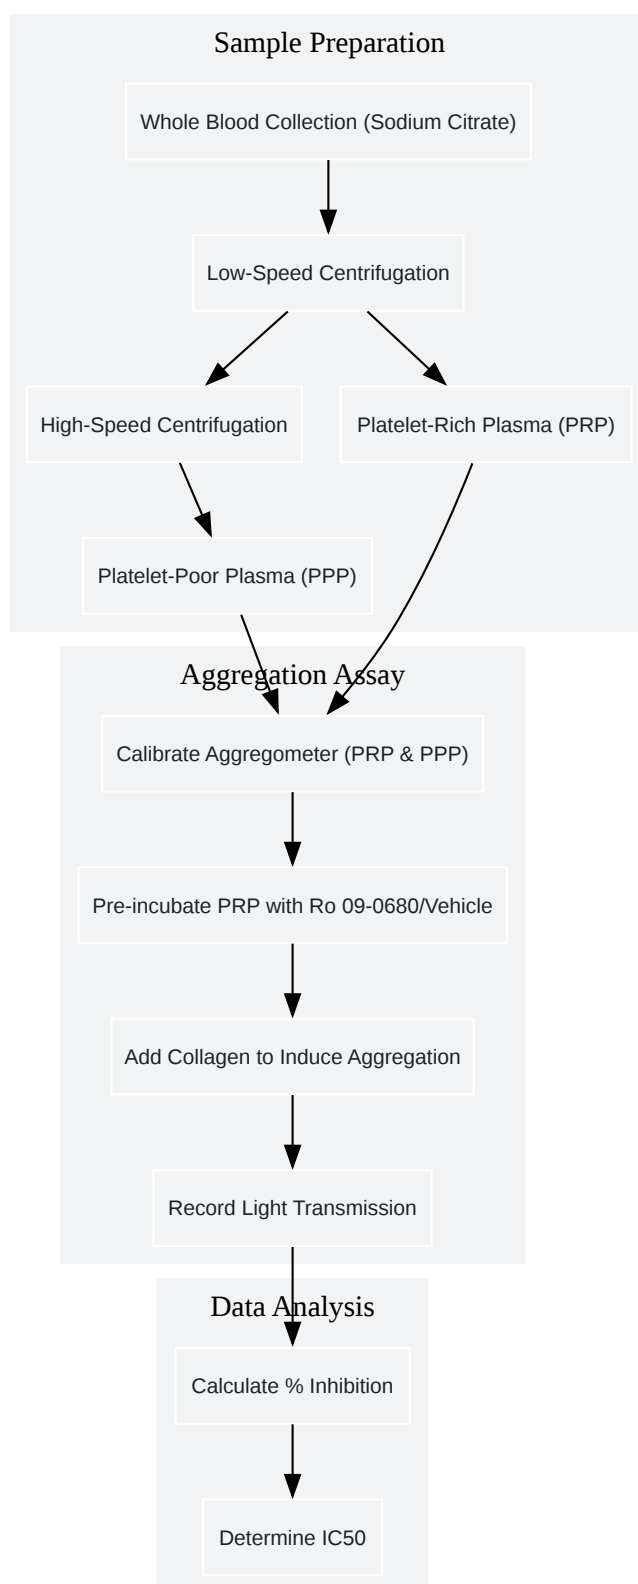 Sample Preparation
Whole Blood Collection (Sodium Citrate)
Low-Speed Centrifugation
High-Speed Centrifugation
Platelet-Rich Plasma (PRP)
Platelet-Poor Plasma (PPP)
Aggregation Assay
Calibrate Aggregometer (PRP & PPP)
Pre-incubate PRP with Ro 09-0680/Vehicle
Add Collagen to Induce Aggregation
Record Light Transmission
Data Analysis
Calculate % Inhibition
Determine IC50